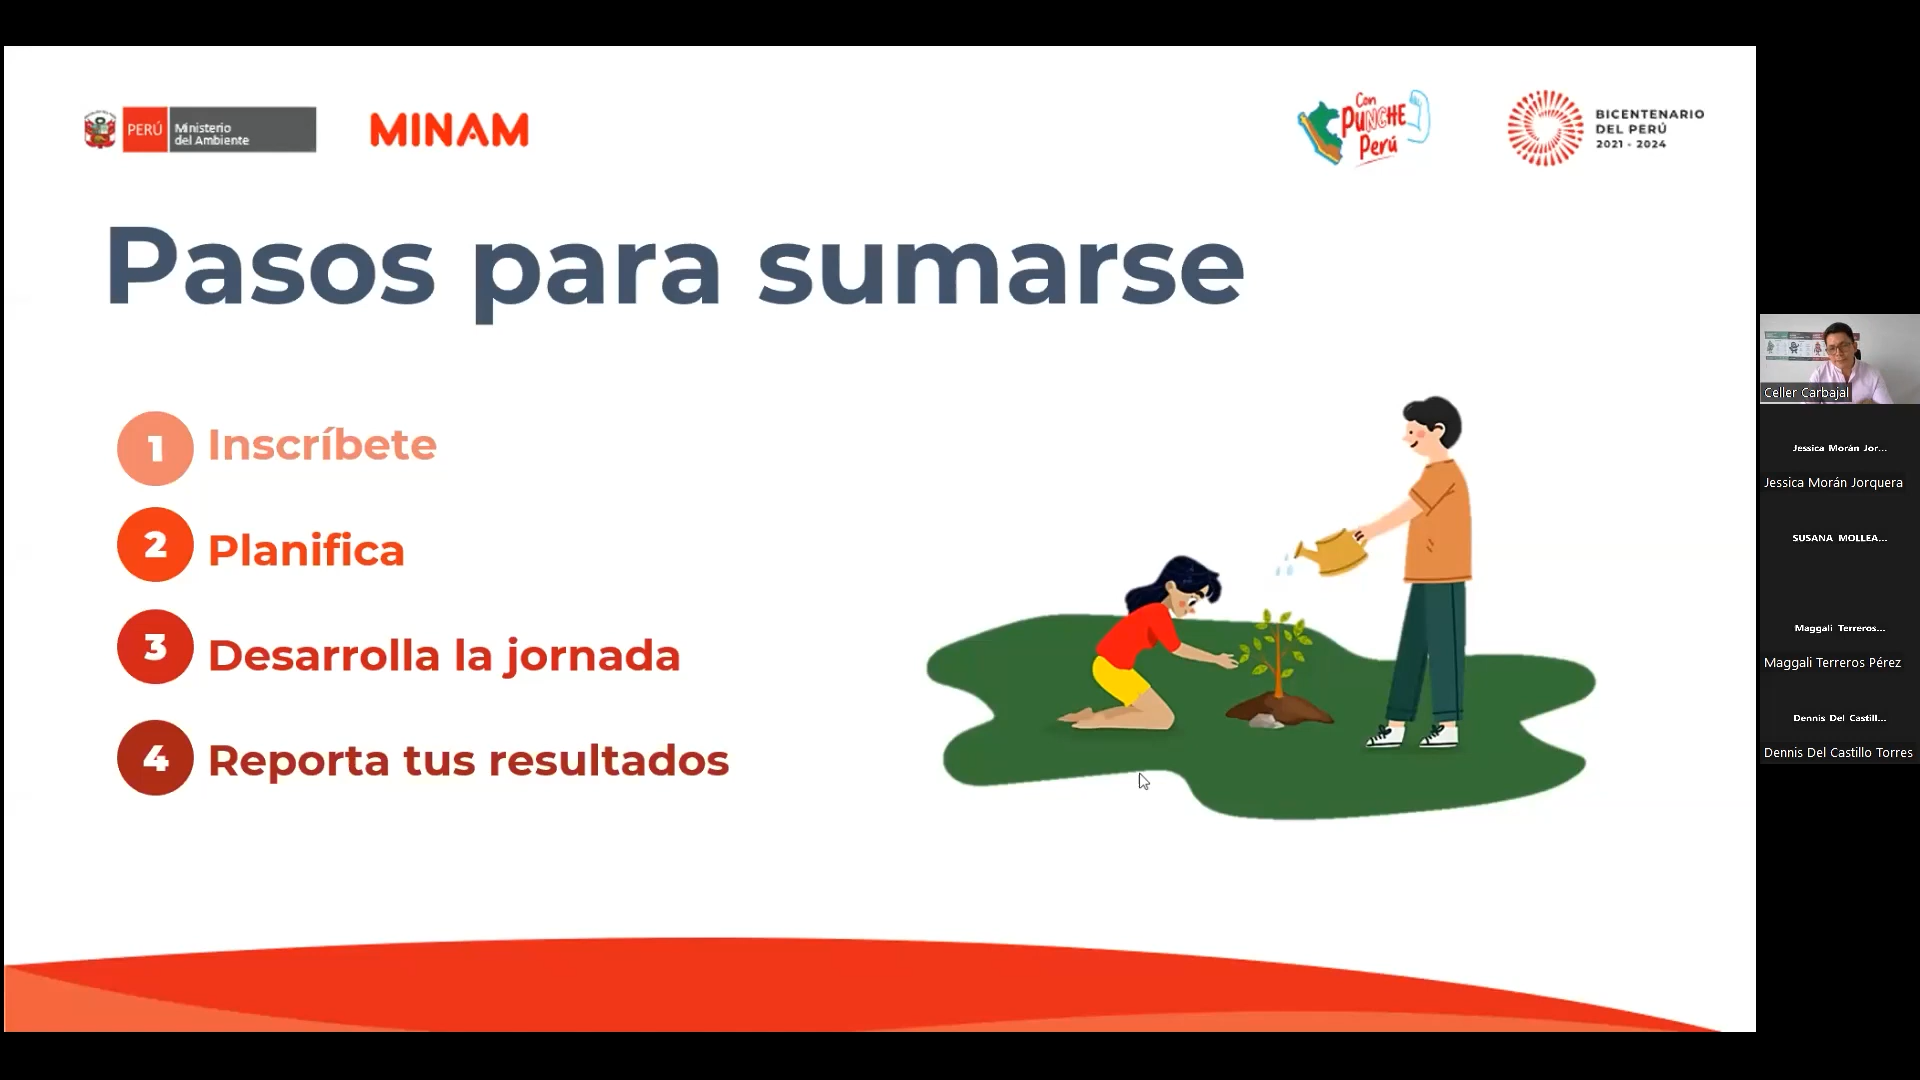 PERÚ
Ministerio
del Ambiente
MINAM
Con
PUNCHE
Perú
BICENTENARIO
DEL PERÚ
2021 - 2024
Pasos para sumarse
1 Inscríbete
2 Planifica
3 Desarrolla la jornada
4 Reporta tus resultados
Celler Carbajal
Jessica Morán Jor...
Jessica Morán Jorquera
SUSANA MOLLEA...
Maggali Terreros...
Maggali Terreros Pérez
Dennis Del Castill...
Dennis Del Castillo Torres